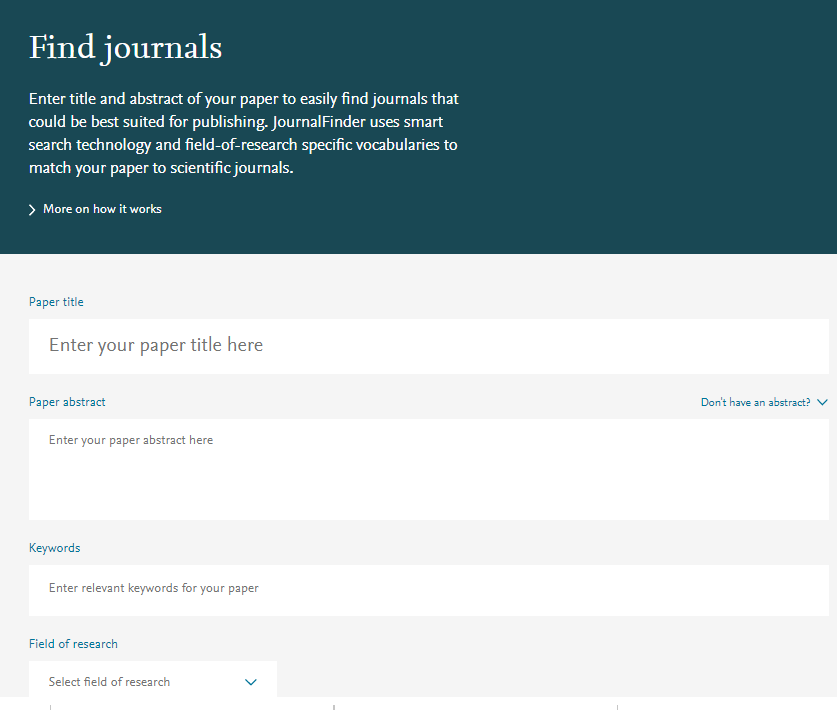 Find journals
Enter title and abstract of your paper to easily find journals that
could be best suited for publishing. JournalFinder uses smart
search technology and field-of-research specific vocabularies to
match your paper to scientific journals.
More on how it works
Paper title
Enter your paper title here
Paper abstract
Don't have an abstract?
Enter your paper abstract here
Keywords
Enter relevant keywords for your paper
Field of research
Select field of research